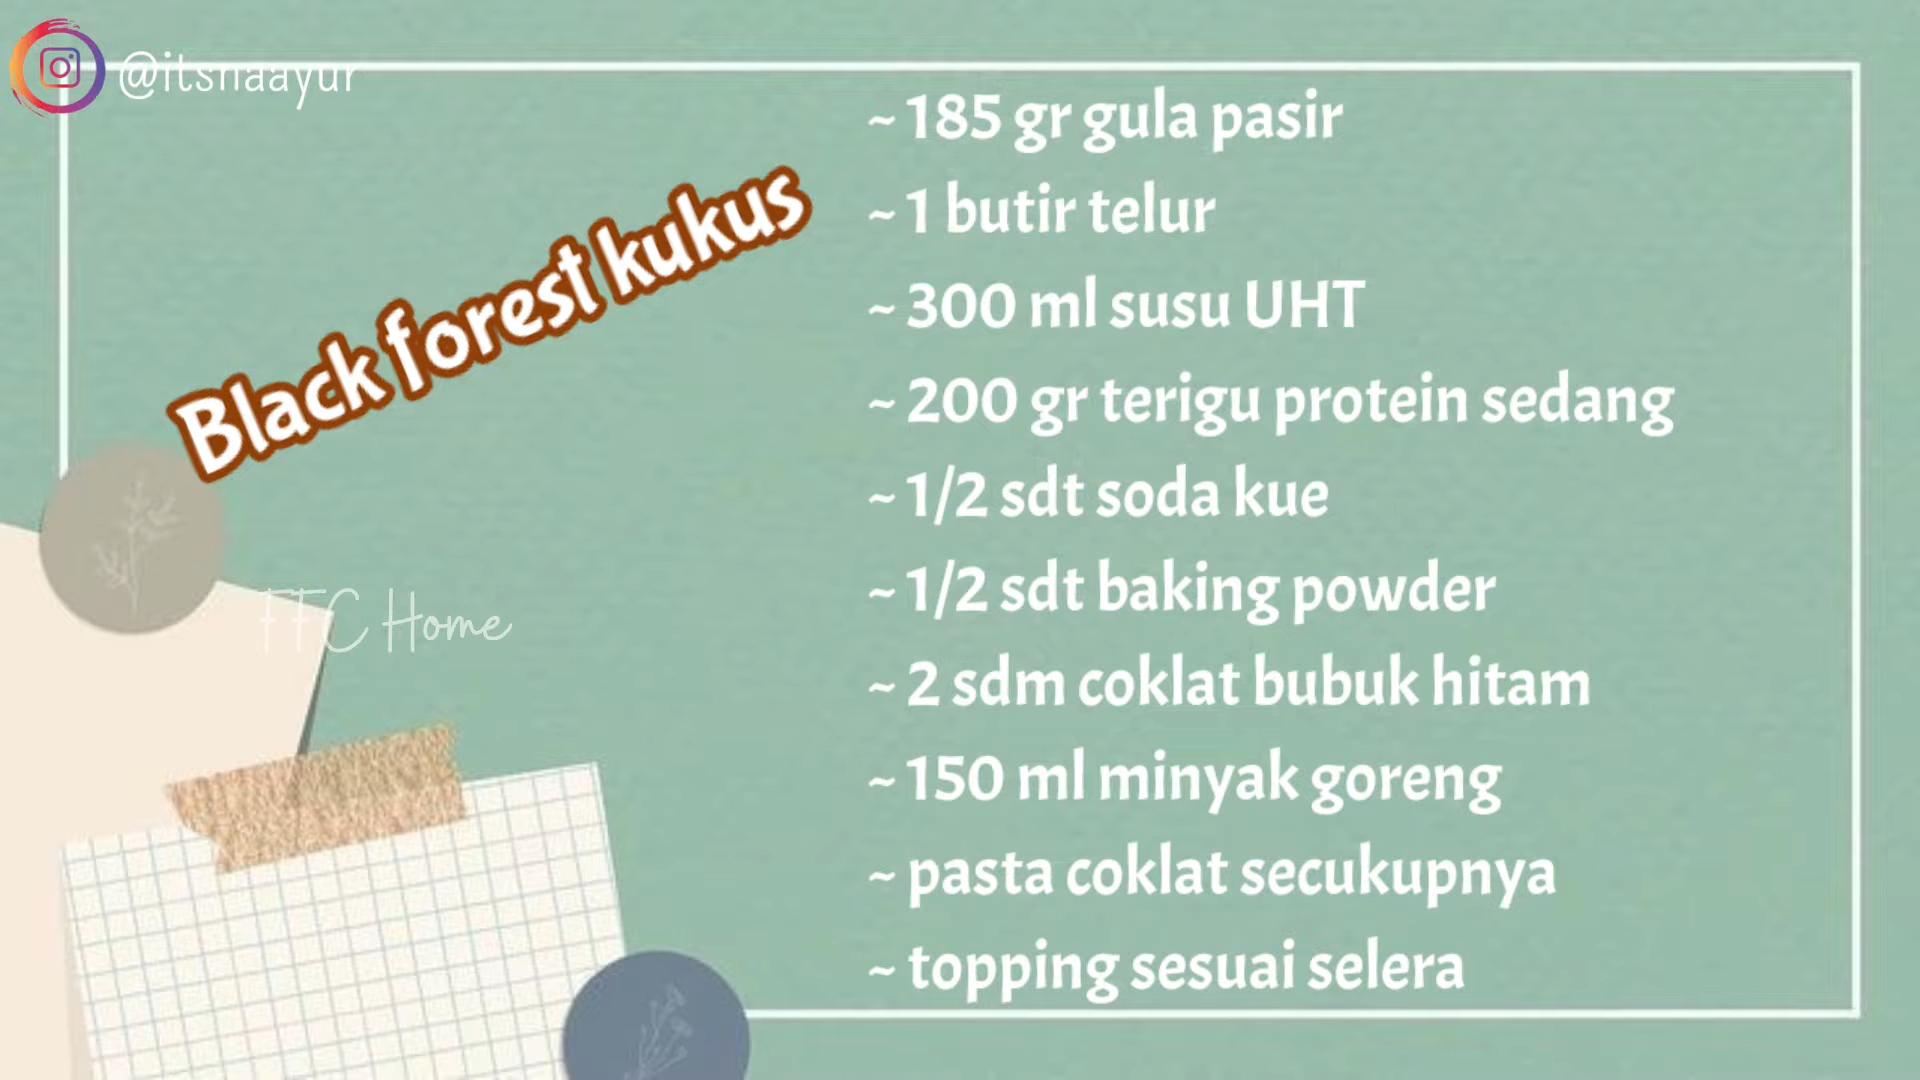 @itsnaayur
Black forest kukus
FFC Home
~ 185 gr gula pasir
~ 1 butir telur
~ 300 ml susu UHT
~ 200 gr terigu protein sedang
~ 1/2 sdt soda kue
~ 1/2 sdt baking powder
~ 2 sdm coklat bubuk hitam
~ 150 ml minyak goreng
~ pasta coklat secukupnya
~ topping sesuai selera